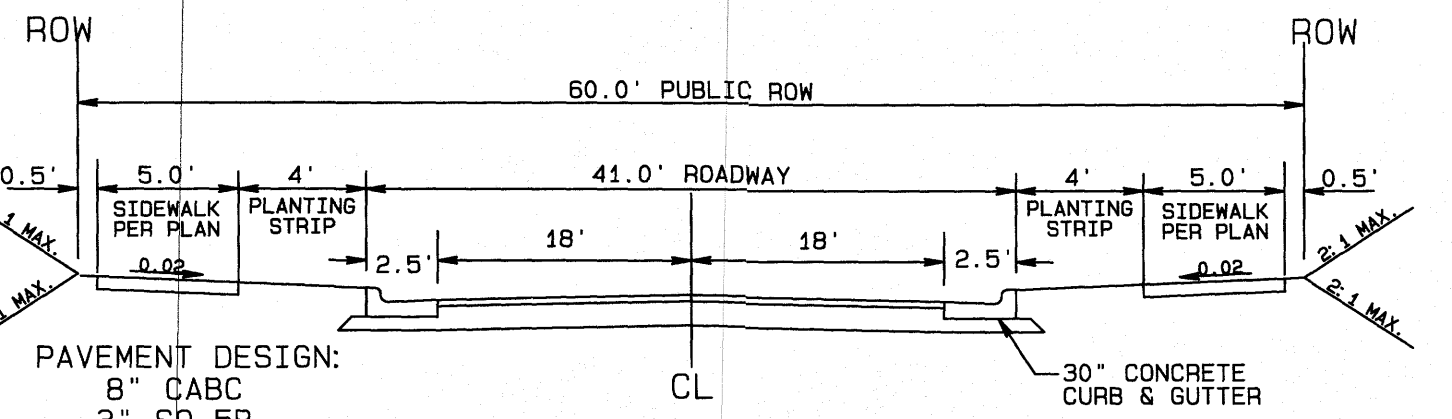 ROW
ROW
60.0' PUBLIC ROW
0.5'
5.0'
4'
41.0' ROADWAY
4'
5.0'
0.5'
SIDEWALK
PER PLAN
PLANTING
STRIP
PLANTING
STRIP
SIDEWALK
PER PLAN
18'
18'
2.5'
2.5'
1 MAX.
0.02
0.02
2:1 MAX.
1 MAX.
2:1 MAX.
PAVEMENT DESIGN:
8" CABC
CL
30" CONCRETE
CURB & GUTTER